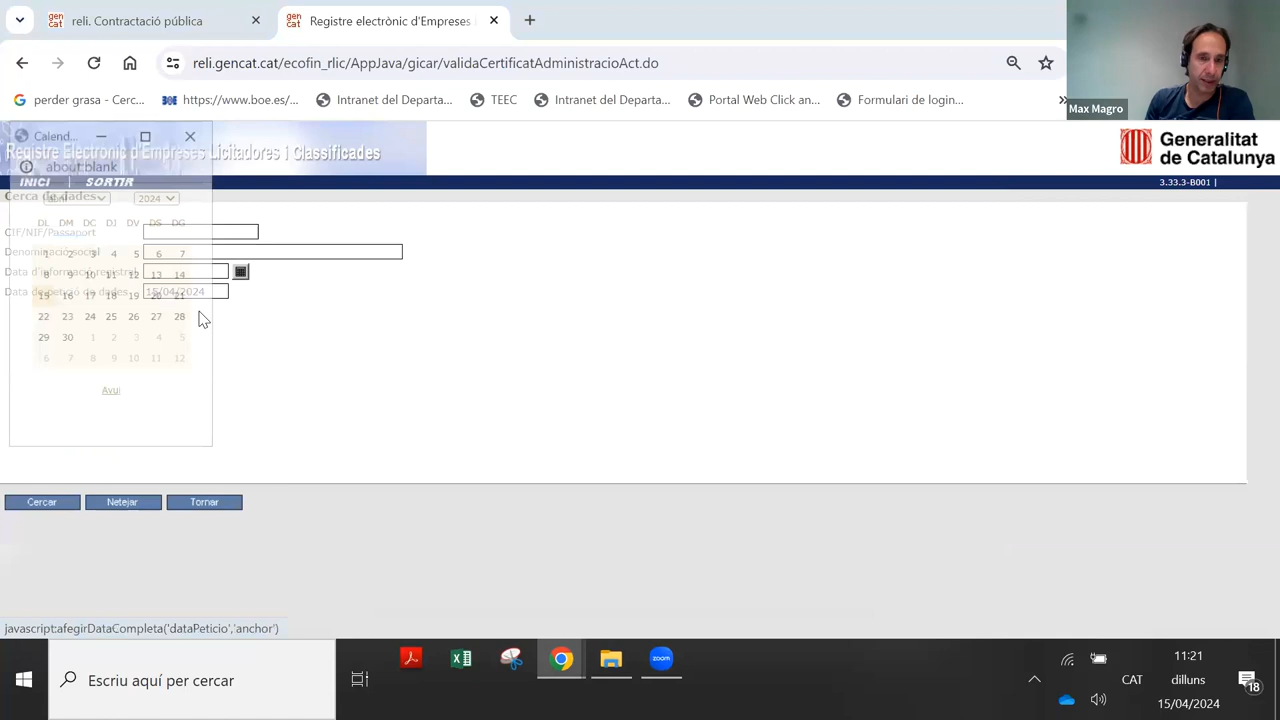 reli. Contractació pública
Registre electrònic d'Empreses
reli.gencat.cat/ecofin_rlic/AppJava/gicar/validaCertificatAdministracioAct.do
perder grasa - Cerc...
https://www.boe.es/...
Intranet del Departa...
TEEC
Intranet del Departa...
Portal Web Click an...
Formulari de login...
»
Max Magro
Calend...
Registre Electrònic d'Empreses Licitadores i Classificades
Generalitat
de Catalunya
about:blank
INICI | SORTIR
3.33.3-B001 |
Cerca de dades
abril
2024
DL DM DC DJ DV DS DG
CIF/NIF/Passaport
Denominació social
1 2 3 4 5 6 7
Data d'informació registral
8 9 10 11 12 13 14
Data de petició de dades
15/04/2024
15 16 17 18 19 20 21
22 23 24 25 26 27 28
29 30 1 2 3 4 5
6 7 8 9 10 11 12
Avui
Cercar
Netejar
Tornar
javascript:afegirDataCompleta('dataPeticio','anchor')
Escriu aquí per cercar
zoom
CAT
11:21
dilluns
15/04/2024
18